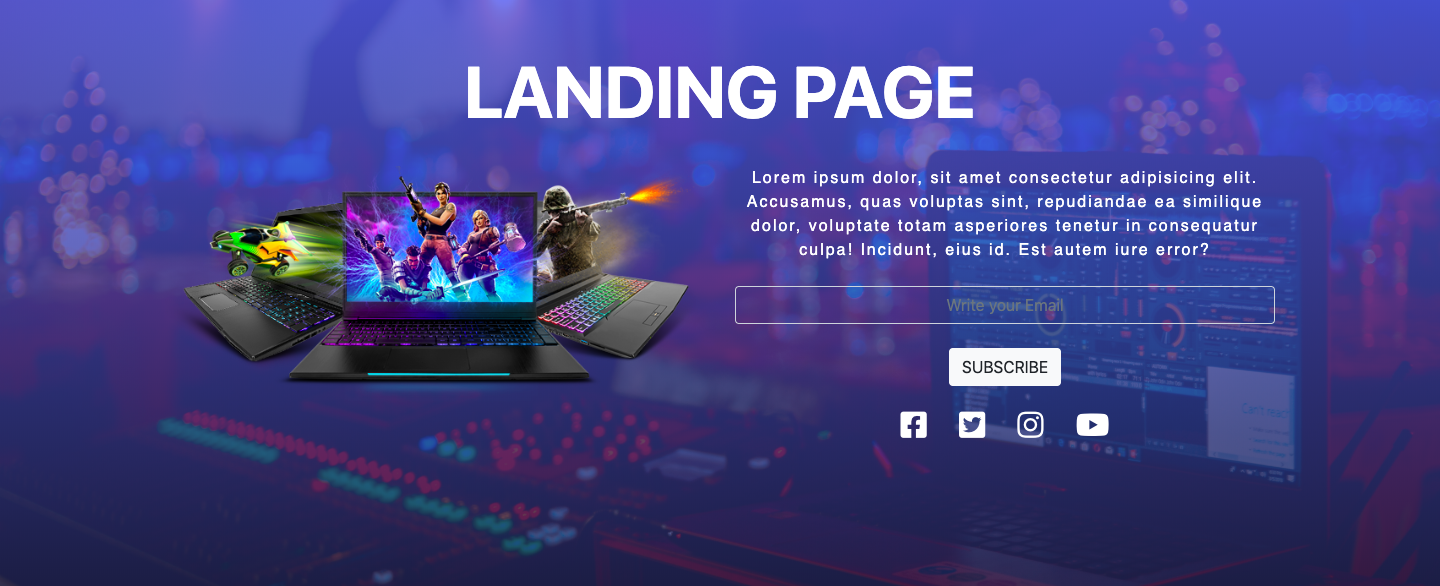 LANDING PAGE
Lorem ipsum dolor, sit amet consectetur adipisicing elit.
Accusamus, quas voluptas sint, repudiandae ea similique
dolor, voluptate totam asperiores tenetur in consequatur
culpa! Incidunt, eius id. Est autem iure error?
Write your Email
SUBSCRIBE